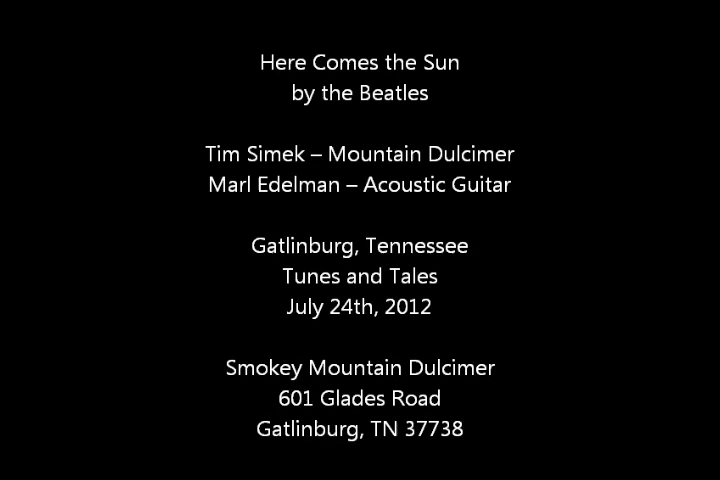 Here Comes the Sun
by the Beatles
Tim Simek – Mountain Dulcimer
Marl Edelman – Acoustic Guitar
Gatlinburg, Tennessee
Tunes and Tales
July 24th, 2012
Smokey Mountain Dulcimer
601 Glades Road
Gatlinburg, TN 37738